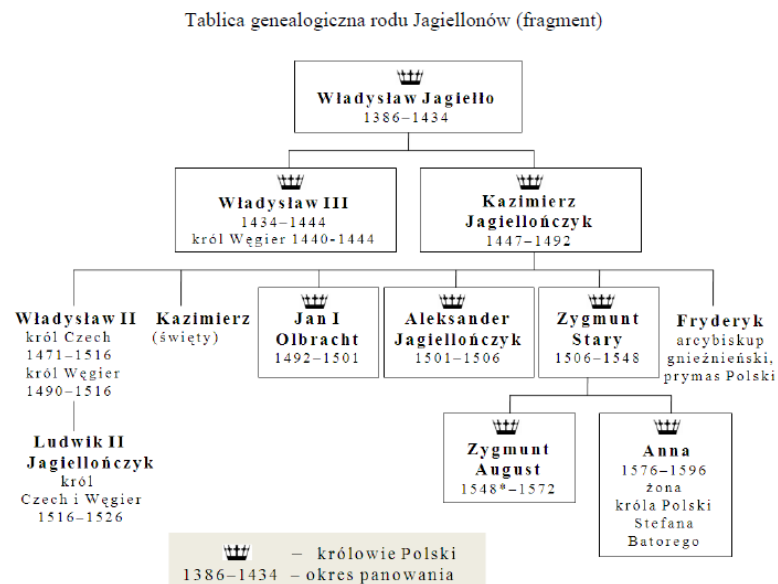 Tablica genealogiczna rodu Jagiellonów (fragment)
Władysław Jagiełło
1386–1434
Władysław III
1434–1444
król Węgier 1440-1444
Kazimierz
Jagiellończyk
1447–1492
Władysław II
król Czech
1471–1516
król Węgier
1490–1516
Kazimierz
(święty)
Jan I
Olbracht
1492–1501
Aleksander
Jagiellończyk
1501–1506
Zygmunt
Stary
1506–1548
Fryderyk
arcybiskup
gnieźnieński,
prymas Polski
Ludwik II
Jagiellończyk
król
Czech i Węgier
1516–1526
Zygmunt
August
1548*–1572
Anna
1576–1596
żona
króla Polski
Stefana
Batorego
– królowie Polski
1386–1434 – okres panowania